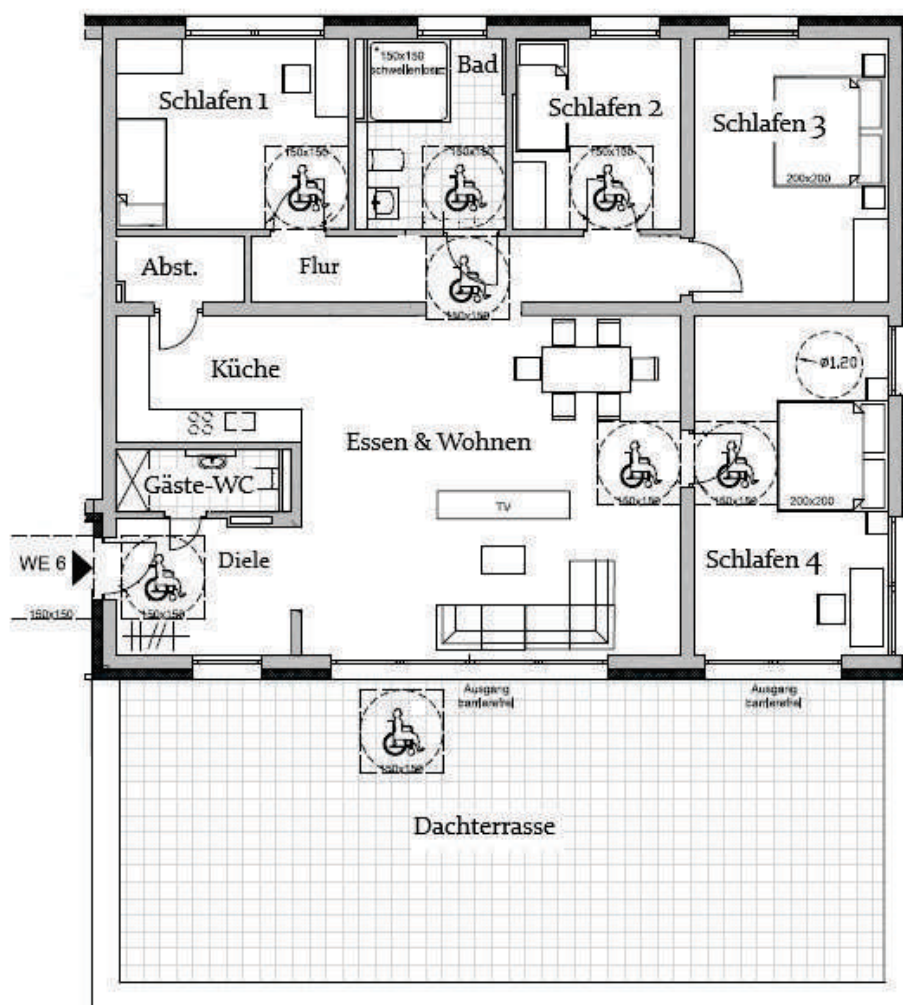 150x150
schwellenlos
Bad
Schlafen 1
Schlafen 2
Schlafen 3
150x150
150x150
150x150
200x200
Abst.
Flur
150x150
Küche
ø1.20
Essen & Wohnen
Gäste-WC
150x150
150x150
200x200
TV
WE 6
Diele
Schlafen 4
150x150
150x150
Ausgang
barrierefrei
Ausgang
barrierefrei
150x150
Dachterrasse